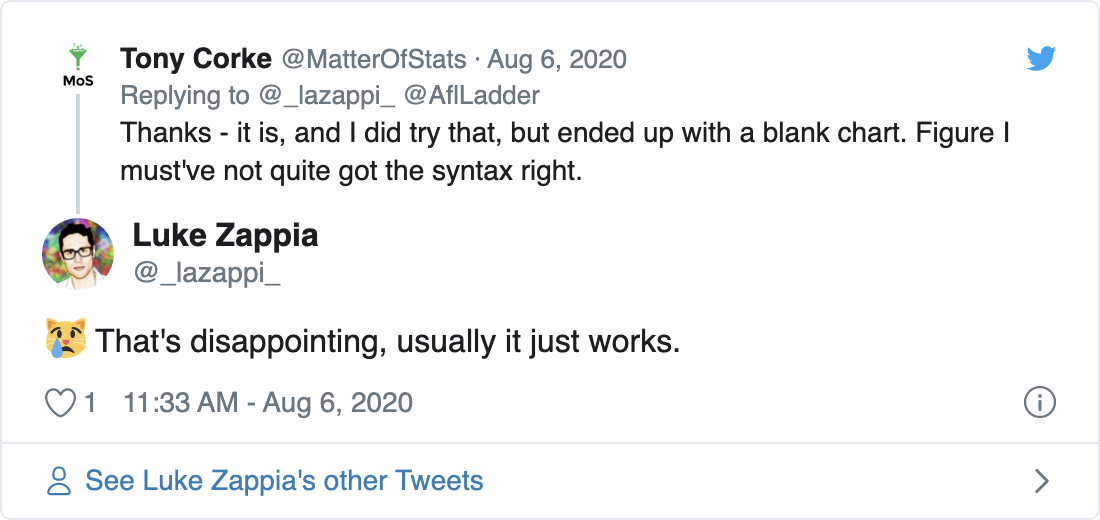 Tony Corke @MatterOfStats · Aug 6, 2020
MoS
Replying to @_lazappi_ @AflLadder
Thanks - it is, and I did try that, but ended up with a blank chart. Figure I
must've not quite got the syntax right.
Luke Zappia
@_lazappi_
😿 That's disappointing, usually it just works.
1 11:33 AM - Aug 6, 2020
See Luke Zappia's other Tweets